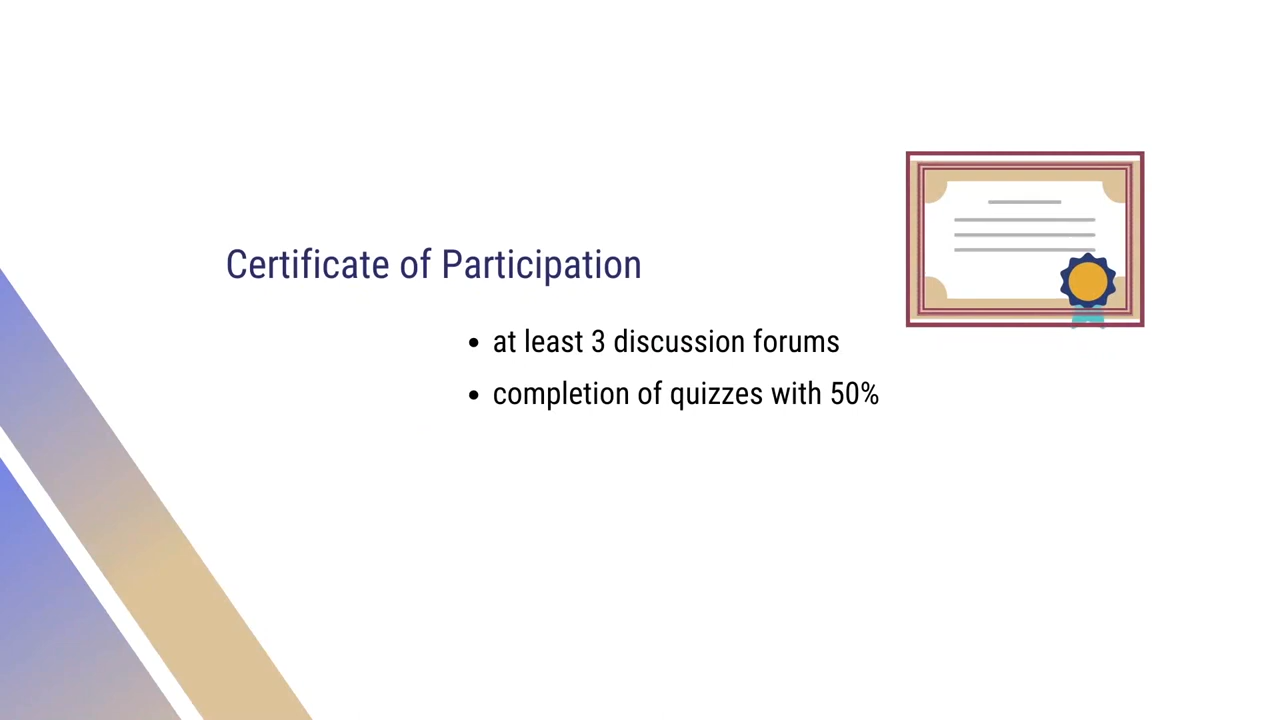 Certificate of Participation
• at least 3 discussion forums
• completion of quizzes with 50%